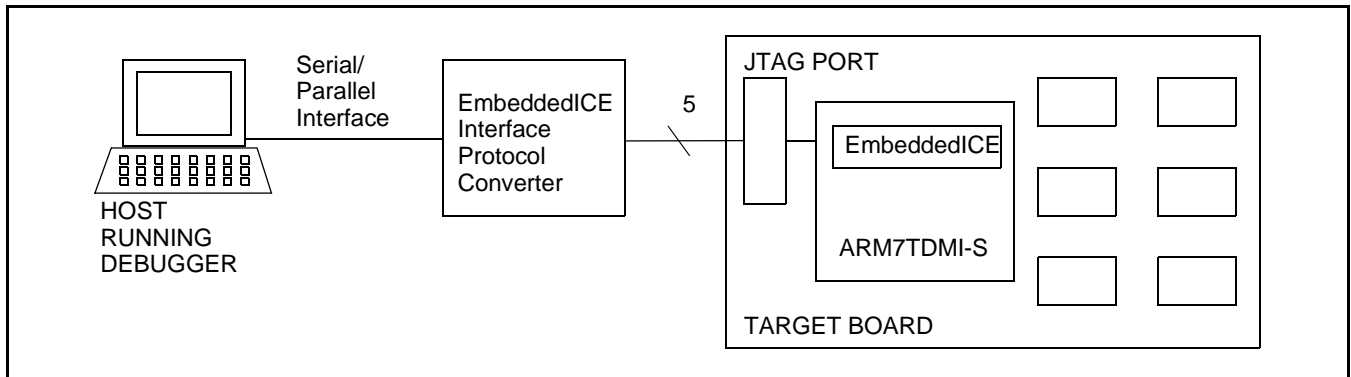 Serial/
Parallel
Interface
HOST
RUNNING
DEBUGGER
EmbeddedICE
Interface
Protocol
Converter
5
JTAG PORT
EmbeddedICE
ARM7TDMI-S
TARGET BOARD